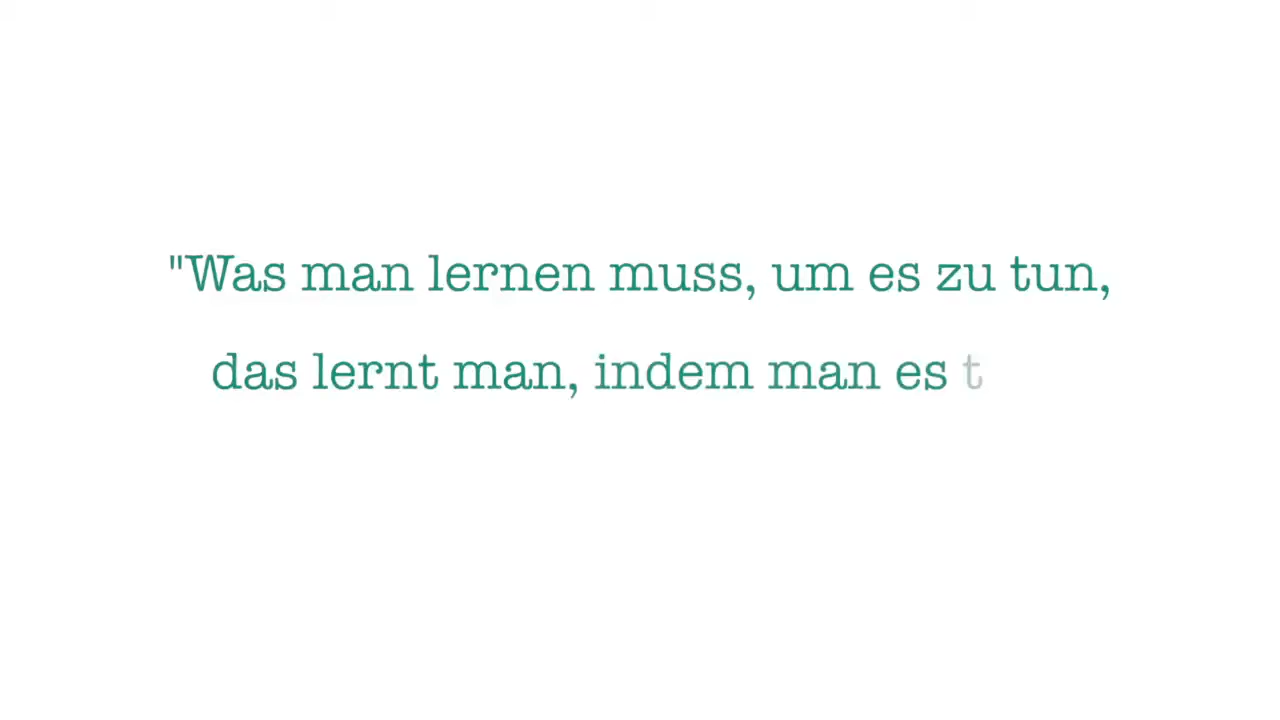 "Was man lernen muss, um es zu tun,
das lernt man, indem man es t